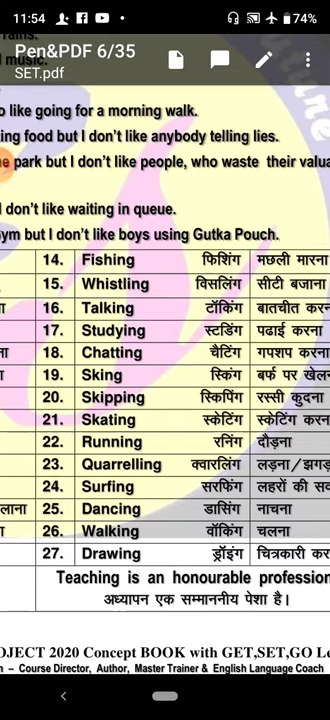 11:54 74%
Pen&PDF 6/35
SET.pdf
music.
o like going for a morning walk.
ing food but I don't like anybody telling lies.
e park but I don't like people, who waste their valua
I don't like waiting in queue.
Gym but I don't like boys using Gutka Pouch.
14. Fishing फिशिंग मछली मारना
15. Whistling विसलिंग सीटी बजाना
16. Talking टॉकिंग बातचीत करन
17. Studying स्टडिंग पढाई करना
18. Chatting चैटिंग गपशप करना
19. Sking स्किंग बर्फ पर खेल
20. Skipping स्किपिंग रस्सी कुदना
21. Skating स्केटिंग स्केटिंग करन
22. Running रनिंग दौड़ना
23. Quarrelling क्वारलिंग लड़ना/झगड़
24. Surfing सरफिंग लहरों की सव
लाना 25. Dancing डासिंग नाचना
26. Walking वॉकिंग चलना
27. Drawing ड्रॉइंग चित्रकारी कर
Teaching is an honourable profession
अध्यापन एक सम्माननीय पेशा है।
OJECT 2020 Concept BOOK with GET,SET,GO Le
n – Course Director, Author, Master Trainer & English Language Coach